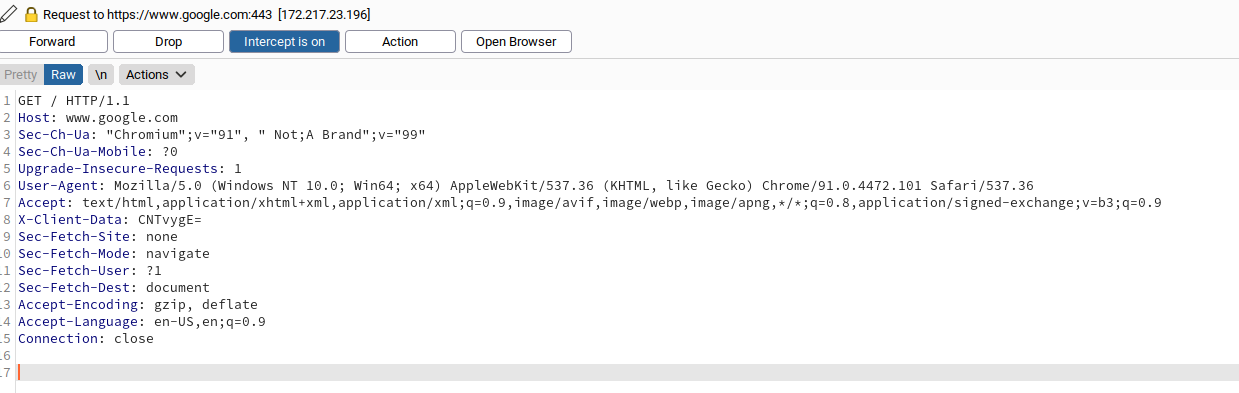 Request to https://www.google.com:443 [172.217.23.196]
Forward Drop Intercept is on Action Open Browser
Pretty Raw \n Actions
1 GET / HTTP/1.1
2 Host: www.google.com
3 Sec-Ch-Ua: "Chromium";v="91", " Not;A Brand";v="99"
4 Sec-Ch-Ua-Mobile: ?0
5 Upgrade-Insecure-Requests: 1
6 User-Agent: Mozilla/5.0 (Windows NT 10.0; Win64; x64) AppleWebKit/537.36 (KHTML, like Gecko) Chrome/91.0.4472.101 Safari/537.36
7 Accept: text/html,application/xhtml+xml,application/xml;q=0.9,image/avif,image/webp,image/apng,*/*;q=0.8,application/signed-exchange;v=b3;q=0.9
8 X-Client-Data: CNTvygE=
9 Sec-Fetch-Site: none
10 Sec-Fetch-Mode: navigate
11 Sec-Fetch-User: ?1
12 Sec-Fetch-Dest: document
13 Accept-Encoding: gzip, deflate
14 Accept-Language: en-US,en;q=0.9
15 Connection: close
16
17